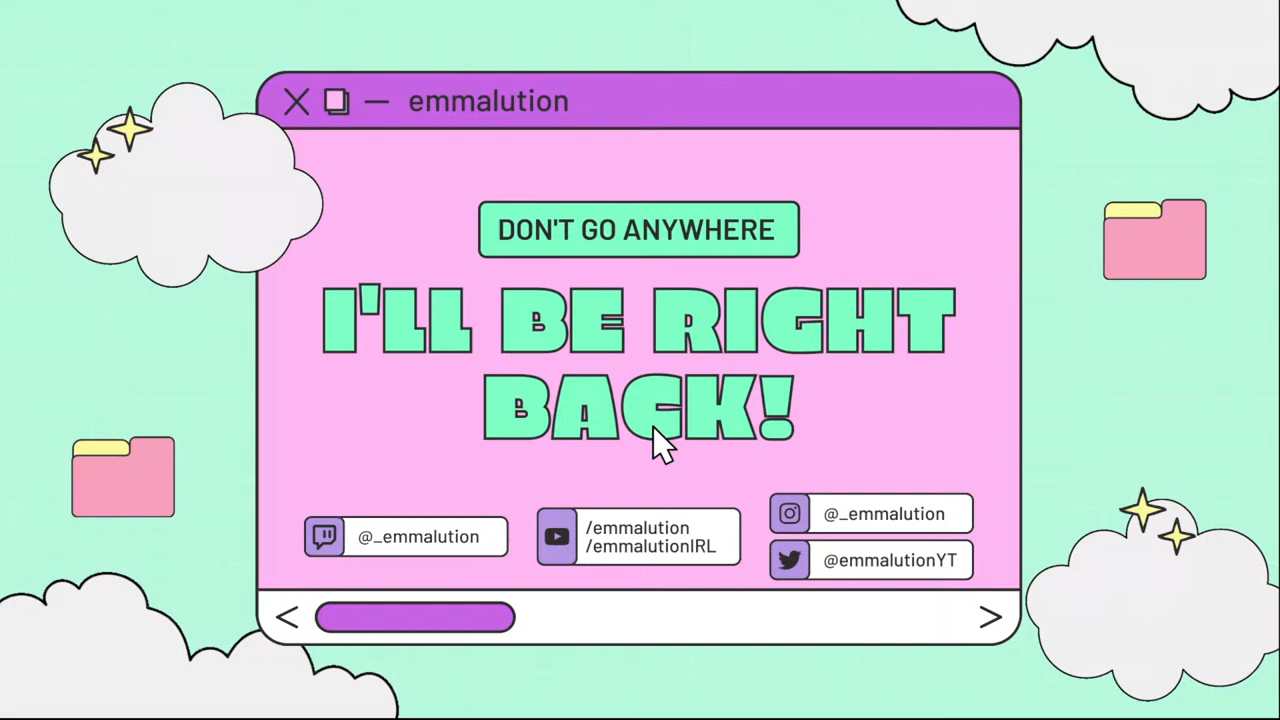 emmalution
DON'T GO ANYWHERE
I'LL BE RIGHT
BACK!
@_emmalution
/emmalution
/emmalutionIRL
@_emmalution
@emmalutionYT